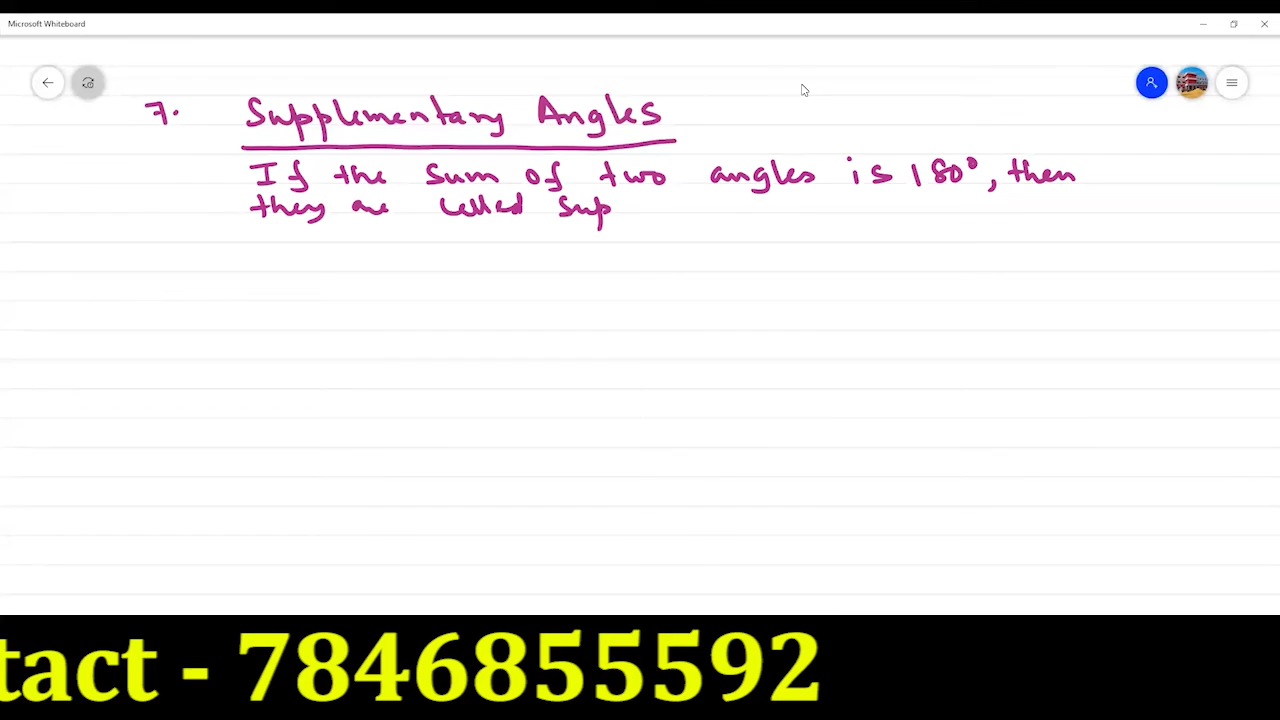 Microsoft Whiteboard
7. Supplementary Angles
If the sum of two angles is 180°, then
they are called Sup
tact - 7846855592